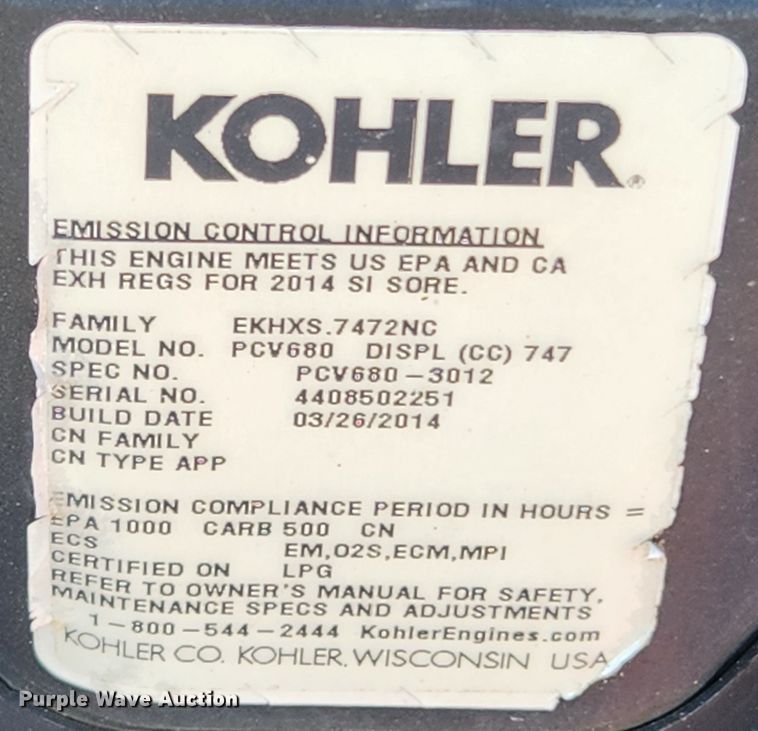 KOHLER®
EMISSION CONTROL INFORMATION
THIS ENGINE MEETS US EPA AND CA
EXH REGS FOR 2014 SI SORE.
FAMILY EKHXS.7472NC
MODEL NO. PCV680 DISPL (CC) 747
SPEC NO. PCV680-3012
SERIAL NO. 4408502251
BUILD DATE 03/26/2014
CN FAMILY
CN TYPE APP
EMISSION COMPLIANCE PERIOD IN HOURS =
EPA 1000 CARB 500 CN
ECS EM,O2S,ECM,MPI
CERTIFIED ON LPG
REFER TO OWNER'S MANUAL FOR SAFETY,
MAINTENANCE SPECS AND ADJUSTMENTS
1-800-544-2444 KohlerEngines.com
KOHLER CO. KOHLER, WISCONSIN USA
Purple Wave Auction